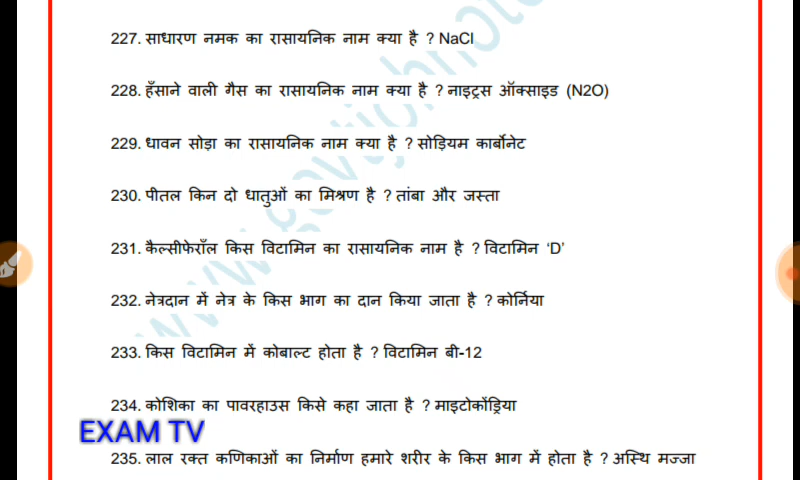 227. साधारण नमक का रासायनिक नाम क्या है ? NaCl
228. हँसाने वाली गैस का रासायनिक नाम क्या है ? नाइट्रस ऑक्साइड (N2O)
229. धावन सोड़ा का रासायनिक नाम क्या है ? सोड़ियम कार्बोनेट
230. पीतल किन दो धातुओं का मिश्रण है ? तांबा और जस्ता
231. कैल्सीफेराँल किस विटामिन का रासायनिक नाम है ? विटामिन ‘D’
232. नेत्रदान में नेत्र के किस भाग का दान किया जाता है ? कोर्निया
233. किस विटामिन में कोबाल्ट होता है ? विटामिन बी-12
234. कोशिका का पावरहाउस किसे कहा जाता है ? माइटोकोंड्रिया
EXAM TV
235. लाल रक्त कणिकाओं का निर्माण हमारे शरीर के किस भाग में होता है ? अस्थि मज्जा